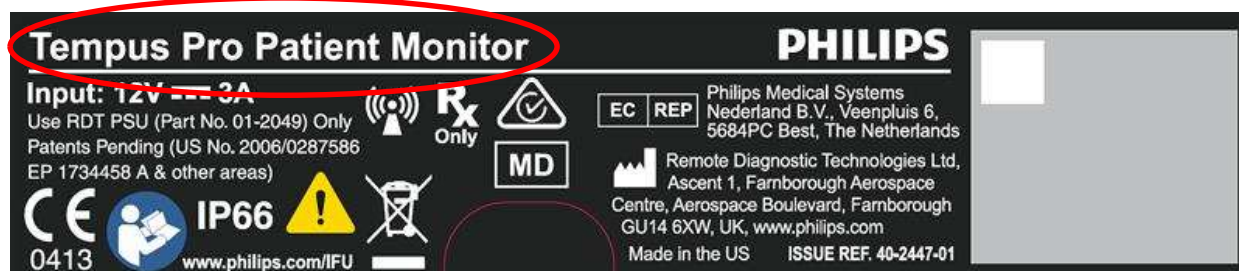 Tempus Pro Patient Monitor
PHILIPS
Input: 12V 3A
Use RDT PSU (Part No. 01-2049) Only
Patents Pending (US No. 2006/0287586
EP 1734458 A & other areas)
CE
0413
IP66
www.philips.com/IFU
Rx
Only
MD
EC REP
Philips Medical Systems
Nederland B.V., Veenpluis 6,
5684PC Best, The Netherlands
Remote Diagnostic Technologies Ltd,
Ascent 1, Farnborough Aerospace
Centre, Aerospace Boulevard, Farnborough
GU14 6XW, UK, www.philips.com
Made in the US ISSUE REF. 40-2447-01